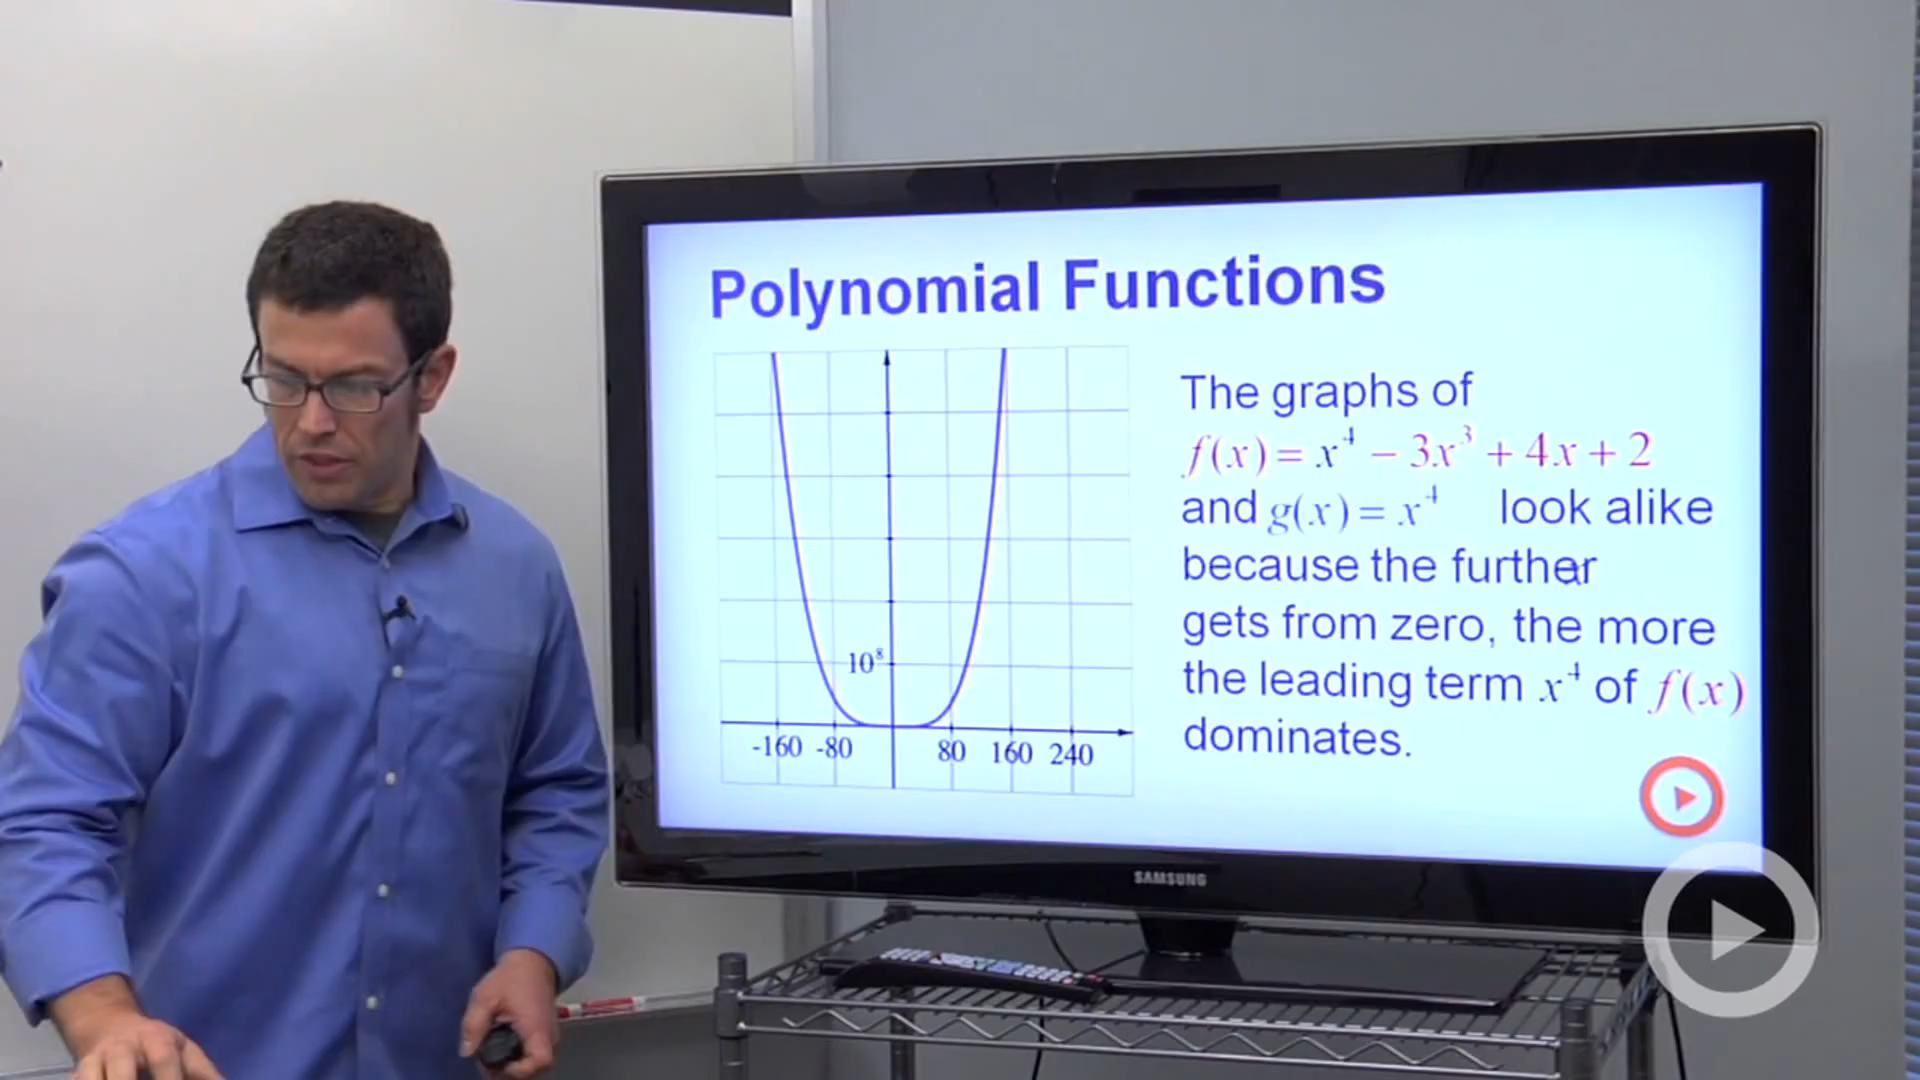 Polynomial Functions
The graphs of
f(x) = x⁴ − 3x³ + 4x + 2
and g(x) = x⁴ look alike
because the further
gets from zero, the more
the leading term x⁴ of f(x)
dominates.
10⁸
-160 -80 80 160 240
SAMSUNG